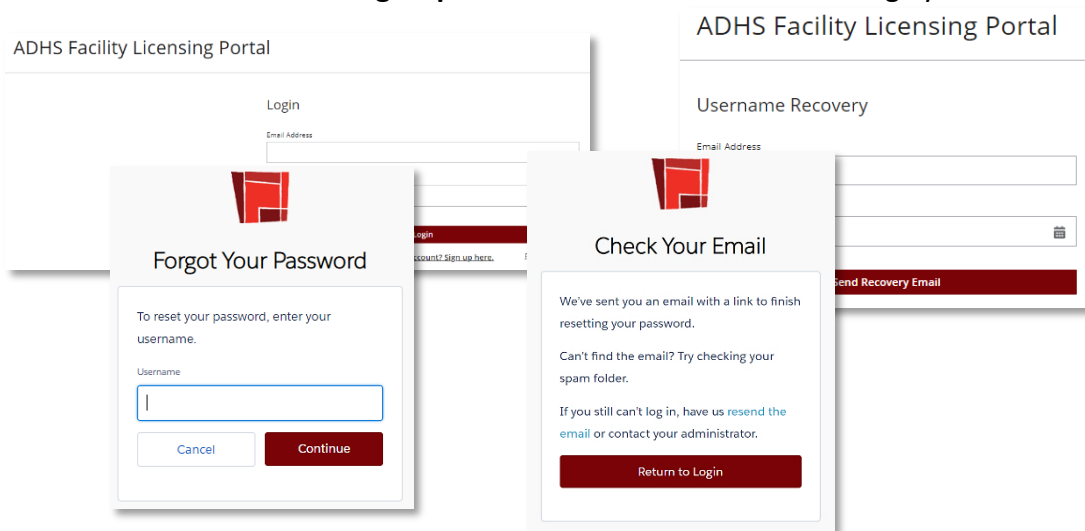 ADHS Facility Licensing Portal
Login
Email Address
Login
account? Sign up here.
Forgot Your Password
To reset your password, enter your
username.
Username
Cancel
Continue
Check Your Email
We've sent you an email with a link to finish
resetting your password.
Can't find the email? Try checking your
spam folder.
If you still can't log in, have us resend the
email or contact your administrator.
Return to Login
ADHS Facility Licensing Portal
Username Recovery
Email Address
Send Recovery Email